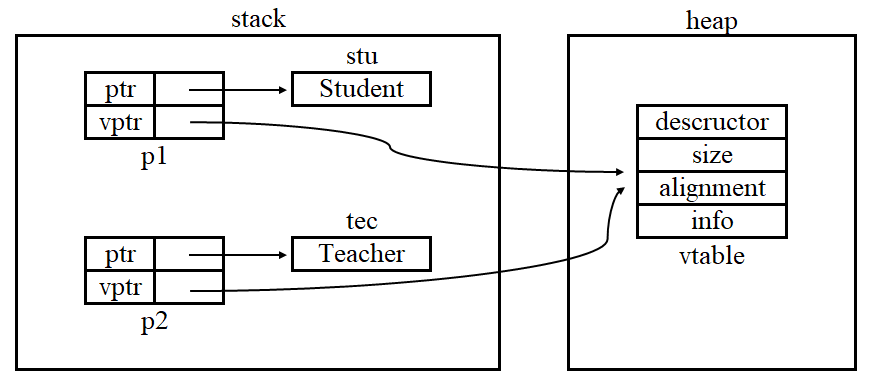 stack
heap
stu
ptr
Student
vptr
p1
tec
ptr
Teacher
vptr
p2
descructor
size
alignment
info
vtable